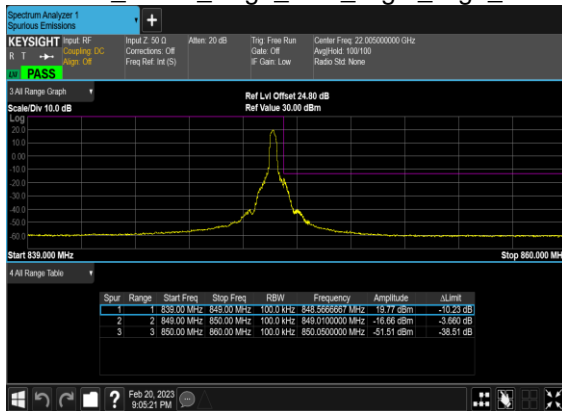 Spectrum Analyzer 1
Spurious Emissions
KEYSIGHT
R T
PASS
Input: RF
Coupling: DC
Align: Off
Input Z: 50 Ω
Corrections: Off
Freq Ref: Int (S)
Atten: 20 dB
Trig: Free Run
Gate: Off
IF Gain: Low
Center Freq: 22.005000000 GHz
Avg|Hold: 100/100
Radio Std: None
3 All Range Graph
Scale/Div 10.0 dB
Ref Lvl Offset 24.80 dB
Ref Value 30.00 dBm
Log
20.0
10.0
0.00
-10.0
-20.0
-30.0
-40.0
-50.0
-60.0
Start 839.000 MHz
Stop 860.000 MH
4 All Range Table
Spur Range Start Freq Stop Freq RBW Frequency Amplitude ΔLimit
1 1 839.00 MHz 849.00 MHz 100.0 kHz 848.5666667 MHz 19.77 dBm -10.23 dB
2 2 849.00 MHz 850.00 MHz 100.0 kHz 849.0100000 MHz -16.66 dBm -3.660 dB
3 3 850.00 MHz 860.00 MHz 100.0 kHz 850.0500000 MHz -51.51 dBm -38.51 dB
?
Feb 20, 2023
9:05:21 PM